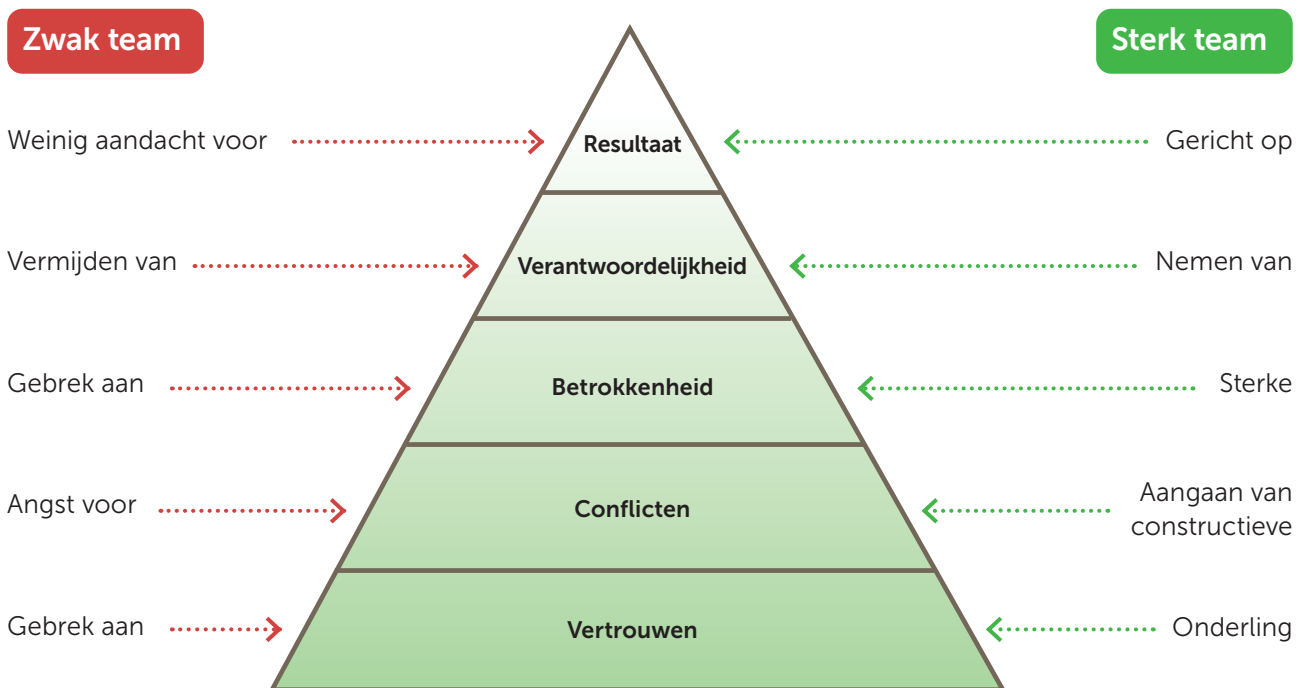 Zwak team
Sterk team
Weinig aandacht voor
Resultaat
Gericht op
Vermijden van
Verantwoordelijkheid
Nemen van
Gebrek aan
Betrokkenheid
Sterke
Angst voor
Conflicten
Aangaan van
constructieve
Gebrek aan
Vertrouwen
Onderling